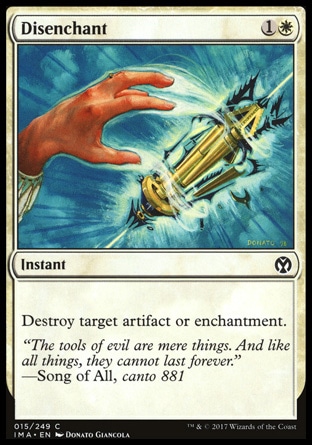 Disenchant 1
DONATO
Instant
Destroy target artifact or enchantment.
“The tools of evil are mere things. And like
all things, they cannot last forever.”
—Song of All, canto 881
015/249 C
IMA • EN Donato Giancola
™ & © 2017 Wizards of the Coast